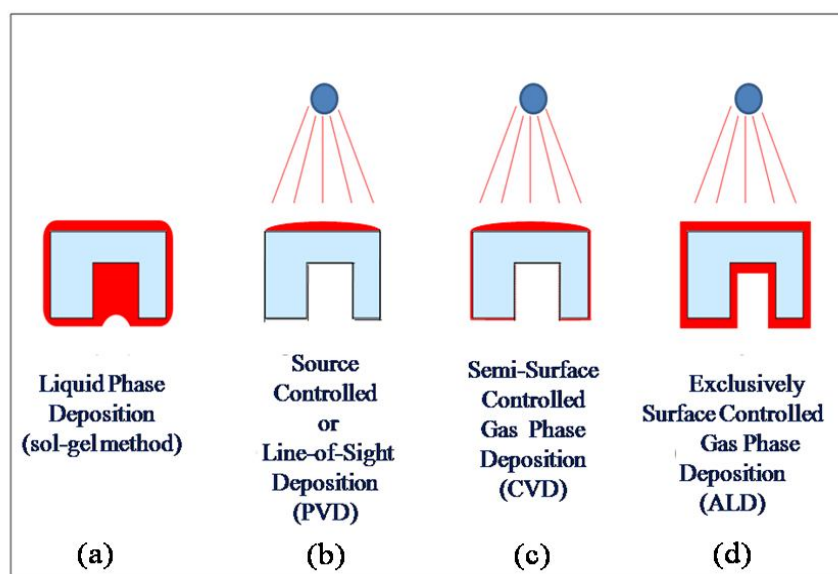 Liquid Phase
Deposition
(sol-gel method)
(a)
Source
Controlled
or
Line-of-Sight
Deposition
(PVD)
(b)
Semi-Surface
Controlled
Gas Phase
Deposition
(CVD)
(c)
Exclusively
Surface Controlled
Gas Phase
Deposition
(ALD)
(d)